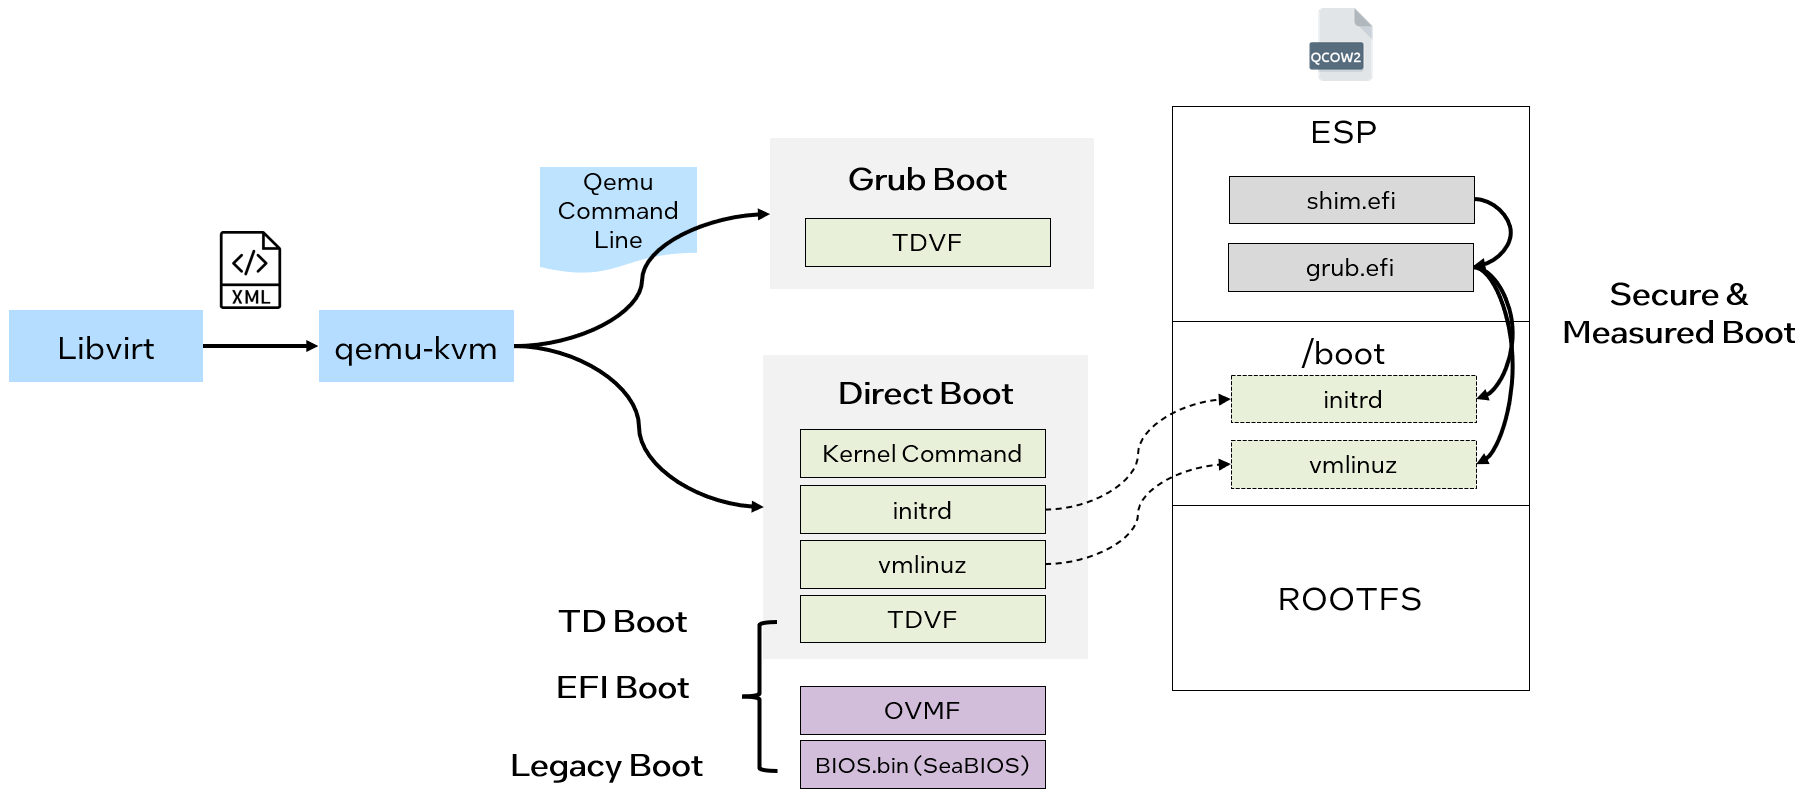 QCOW2
ESP
shim.efi
grub.efi
Secure &
Measured Boot
/boot
initrd
vmlinuz
ROOTFS
Grub Boot
TDVF
Qemu
Command
Line
</>
XML
Libvirt
qemu-kvm
Direct Boot
Kernel Command
initrd
vmlinuz
TDVF
TD Boot
EFI Boot
Legacy Boot
OVMF
BIOS.bin (SeaBIOS)